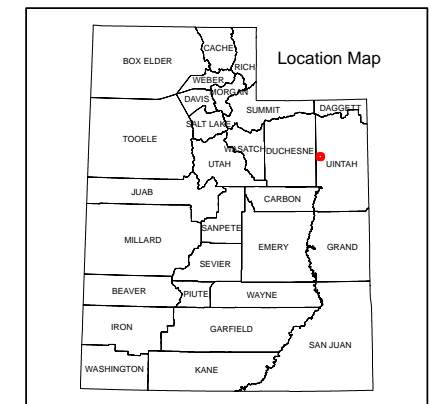 CACHE
Location Map
BOX ELDER
RICH
WEBER
MORGAN
DAVIS
SUMMIT
DAGGETT
SALT LAKE
TOOELE
WASATCH
DUCHESNE
UTAH
UINTAH
JUAB
CARBON
SANPETE
MILLARD
EMERY
GRAND
SEVIER
BEAVER
PIUTE
WAYNE
IRON
GARFIELD
SAN JUAN
WASHINGTON
KANE